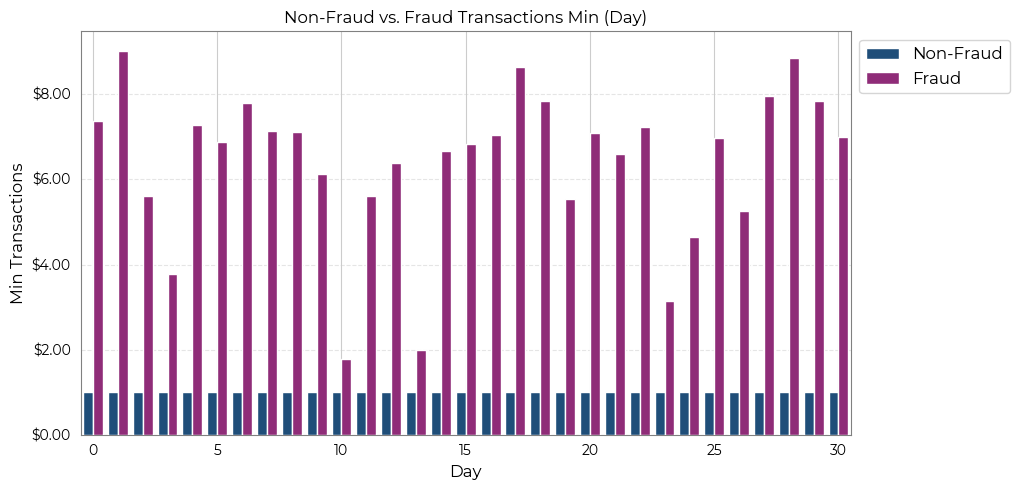 Non-Fraud vs. Fraud Transactions Min (Day)
Non-Fraud
Fraud
$8.00
$6.00
$4.00
$2.00
$0.00
Min Transactions
0 5 10 15 20 25 30
Day